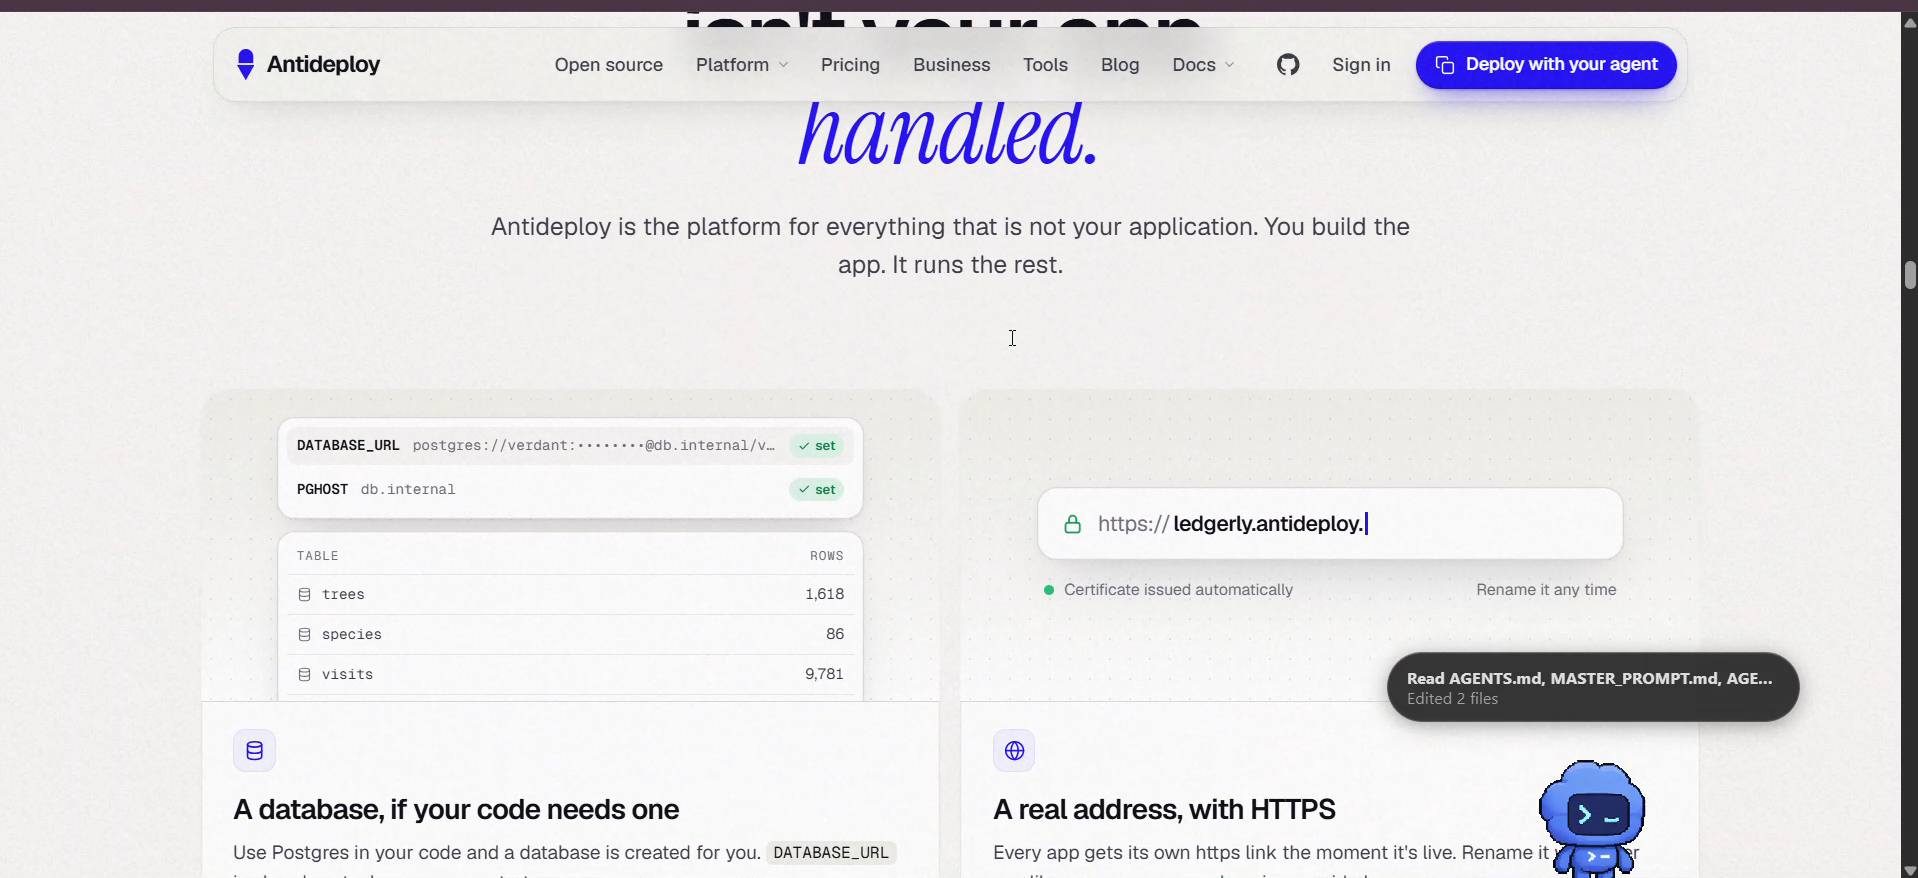 isn't your app
Antideploy
Open source
Platform
Pricing
Business
Tools
Blog
Docs
Sign in
Deploy with your agent
handled.
Antideploy is the platform for everything that is not your application. You build the
app. It runs the rest.
DATABASE_URL postgres://verdant:••••••••@db.internal/v… ✓ set
PGHOST db.internal ✓ set
TABLE ROWS
trees 1,618
species 86
visits 9,781
A database, if your code needs one
Use Postgres in your code and a database is created for you. DATABASE_URL
https://ledgerly.antideploy.
Certificate issued automatically
Rename it any time
Read AGENTS.md, MASTER_PROMPT.md, AGE…
Edited 2 files
A real address, with HTTPS
Every app gets its own https link the moment it's live. Rename it